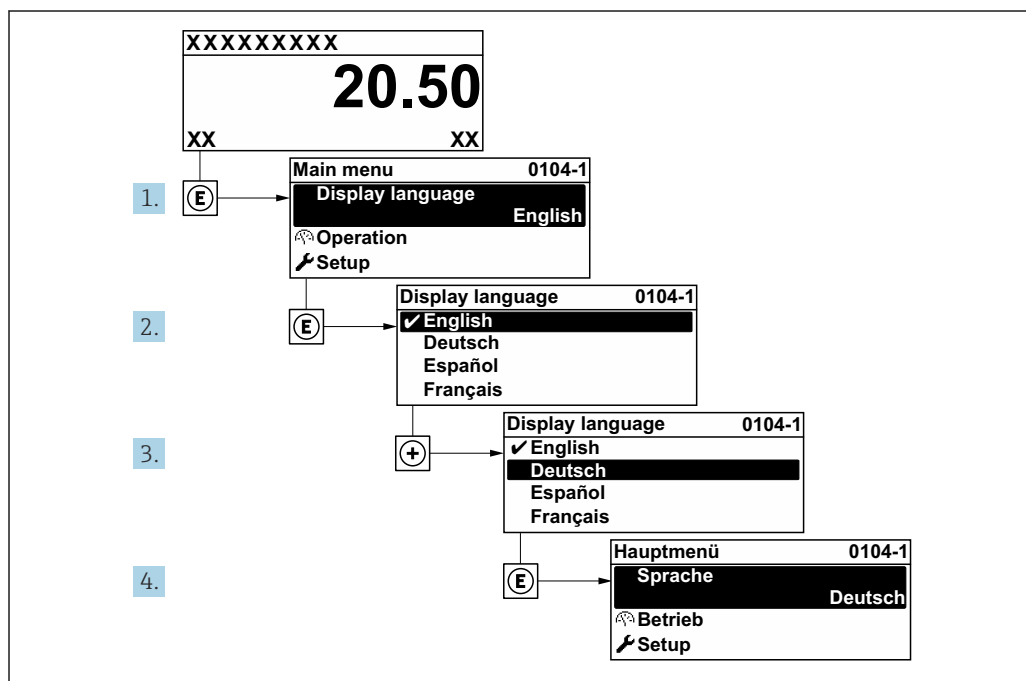 XXXXXXXXX
20.50
XX XX
1. E
Main menu 0104-1
Display language
English
Operation
Setup
2. E
Display language 0104-1
✔English
Deutsch
Español
Français
3. +
Display language 0104-1
✔English
Deutsch
Español
Français
4. E
Hauptmenü 0104-1
Sprache
Deutsch
Betrieb
Setup